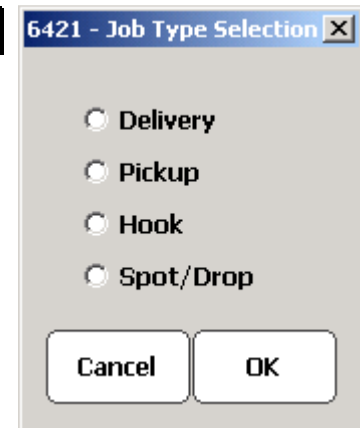 6421 - Job Type Selection
Delivery
Pickup
Hook
Spot/Drop
Cancel OK